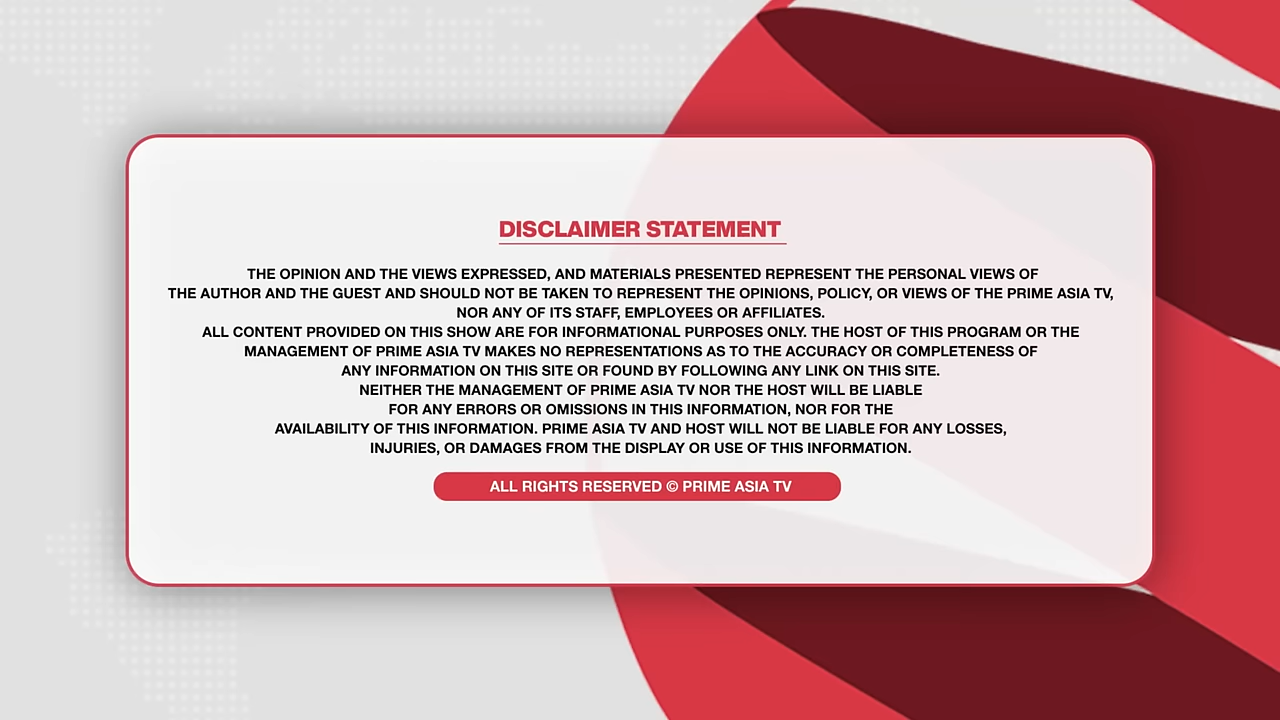 DISCLAIMER STATEMENT
THE OPINION AND THE VIEWS EXPRESSED, AND MATERIALS PRESENTED REPRESENT THE PERSONAL VIEWS OF
THE AUTHOR AND THE GUEST AND SHOULD NOT BE TAKEN TO REPRESENT THE OPINIONS, POLICY, OR VIEWS OF THE PRIME ASIA TV,
NOR ANY OF ITS STAFF, EMPLOYEES OR AFFILIATES.
ALL CONTENT PROVIDED ON THIS SHOW ARE FOR INFORMATIONAL PURPOSES ONLY. THE HOST OF THIS PROGRAM OR THE
MANAGEMENT OF PRIME ASIA TV MAKES NO REPRESENTATIONS AS TO THE ACCURACY OR COMPLETENESS OF
ANY INFORMATION ON THIS SITE OR FOUND BY FOLLOWING ANY LINK ON THIS SITE.
NEITHER THE MANAGEMENT OF PRIME ASIA TV NOR THE HOST WILL BE LIABLE
FOR ANY ERRORS OR OMISSIONS IN THIS INFORMATION, NOR FOR THE
AVAILABILITY OF THIS INFORMATION. PRIME ASIA TV AND HOST WILL NOT BE LIABLE FOR ANY LOSSES,
INJURIES, OR DAMAGES FROM THE DISPLAY OR USE OF THIS INFORMATION.
ALL RIGHTS RESERVED © PRIME ASIA TV